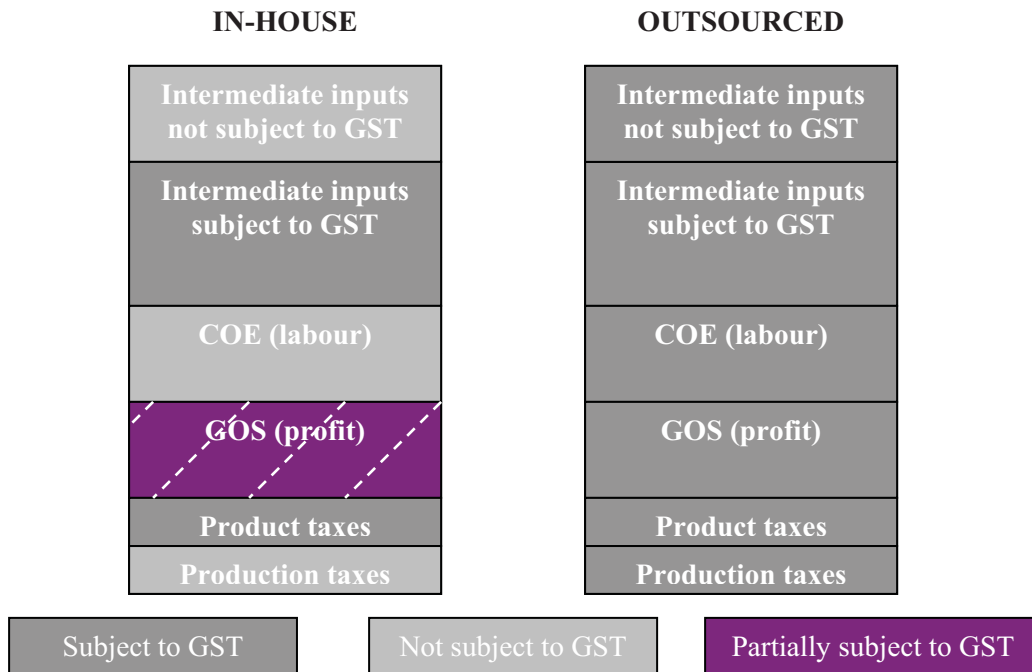 IN-HOUSE
OUTSOURCED
Intermediate inputs
not subject to GST
Intermediate inputs
subject to GST
COE (labour)
GOS (profit)
Product taxes
Production taxes
Intermediate inputs
not subject to GST
Intermediate inputs
subject to GST
COE (labour)
GOS (profit)
Product taxes
Production taxes
Subject to GST
Not subject to GST
Partially subject to GST